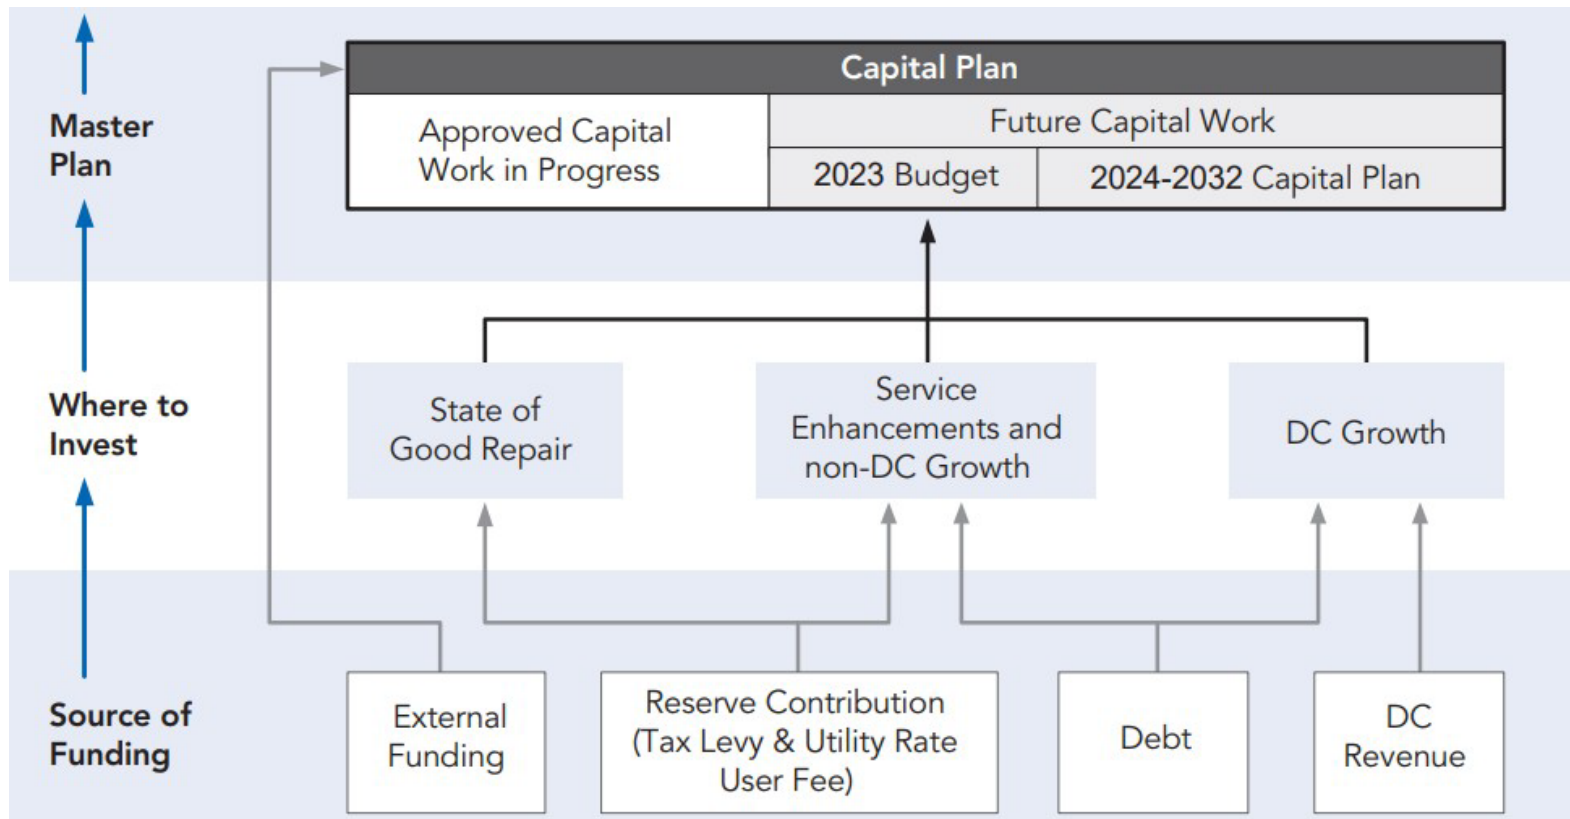 Capital Plan
Master
Plan
Approved Capital
Work in Progress
Future Capital Work
2023 Budget
2024-2032 Capital Plan
Where to
Invest
State of
Good Repair
Service
Enhancements and
non-DC Growth
DC Growth
Source of
Funding
External
Funding
Reserve Contribution
(Tax Levy & Utility Rate
User Fee)
Debt
DC
Revenue